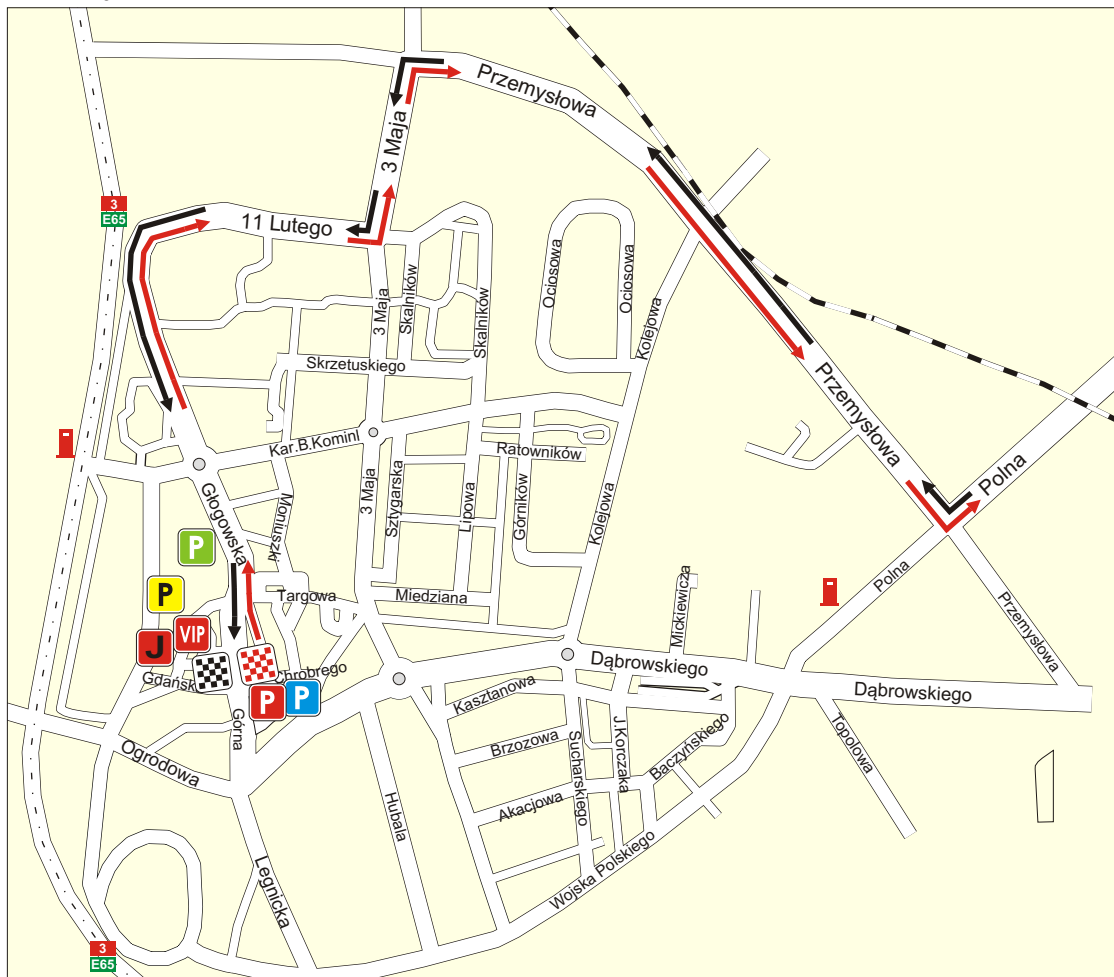 Przemysłowa
3 Maja
3
E65
11 Lutego
Ociosowa
Ociosowa
Kolejowa
3 Maja
Skalników
Skalników
Skrzetuskiego
Przemysłowa
Kar.B.Kominl
Ratowników
Polna
Głogowska
Moniuszki
3 Maja
Sztygarska
Lipowa
Górników
Kolejowa
P
P
Targowa
Miedziana
Mickiewicza
Polna
Przemysłowa
VIP
J
Gdańsk
Chrobrego
P
P
Dąbrowskiego
Dąbrowskiego
Górna
Kasztanowa
J.Korczaka
Topolowa
Ogrodowa
Brzozowa
Sucharskiego
Baczyńskiego
Hubala
Akacjowa
Legnicka
Wojska Polskiego
3
E65